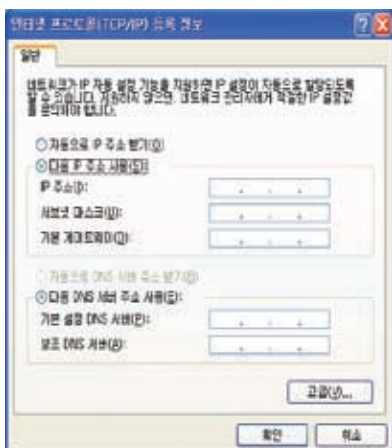 인터넷 프로토콜(TCP/IP) 등록 정보
일반
네트워크가 IP 자동 설정 기능을 지원하면 IP 설정이 자동으로 할당되도록
할 수 있습니다. 지원하지 않으면, 네트워크 관리자에게 적절한 IP 설정값
을 문의해야 합니다.
자동으로 IP 주소 받기(O)
다음 IP 주소 사용(S):
IP 주소(I):
서브넷 마스크(U):
기본 게이트웨이(D):
자동으로 DNS 서버 주소 받기(B)
다음 DNS 서버 주소 사용(E):
기본 설정 DNS 서버(P):
보조 DNS 서버(A):
고급(V)...
확인 취소